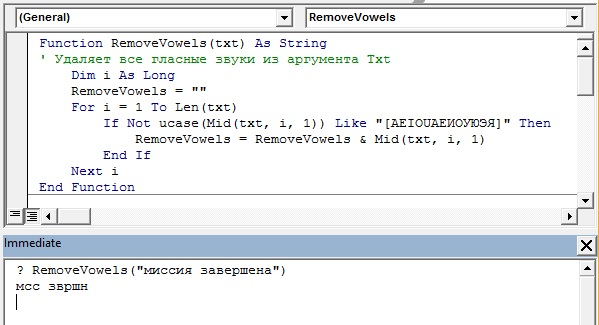 (General) RemoveVowels
Function RemoveVowels(txt) As String
' Удаляет все гласные звуки из аргумента Txt
Dim i As Long
RemoveVowels = ""
For i = 1 To Len(txt)
If Not ucase(Mid(txt, i, 1)) Like "[AEIOUАЕИОУЮЭЯ]" Then
RemoveVowels = RemoveVowels & Mid(txt, i, 1)
End If
Next i
End Function
Immediate
? RemoveVowels("миссия завершена")
мсс звршн